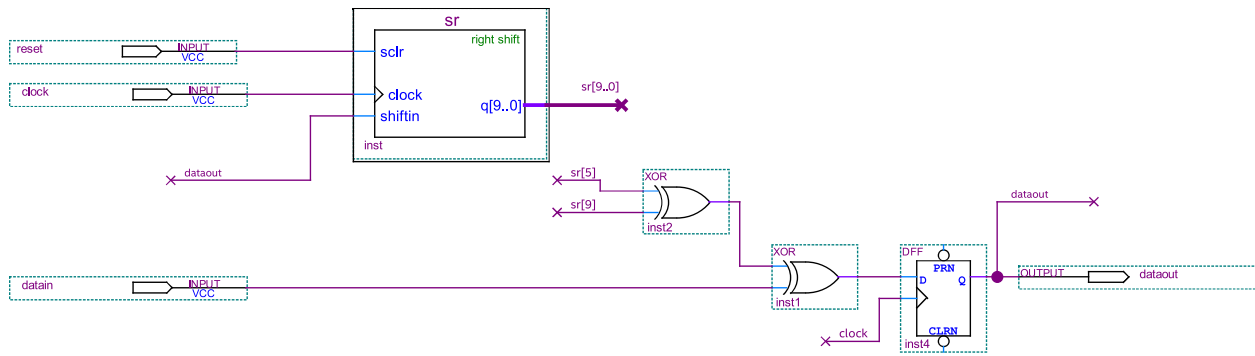 sr
right shift
reset
INPUT
VCC
sclr
clock
INPUT
VCC
clock
q[9..0]
sr[9..0]
shiftin
inst
dataout
sr[5]
XOR
sr[9]
inst2
dataout
XOR
DFF
PRN
D
Q
OUTPUT
dataout
datain
INPUT
VCC
inst1
clock
CLRN
inst4